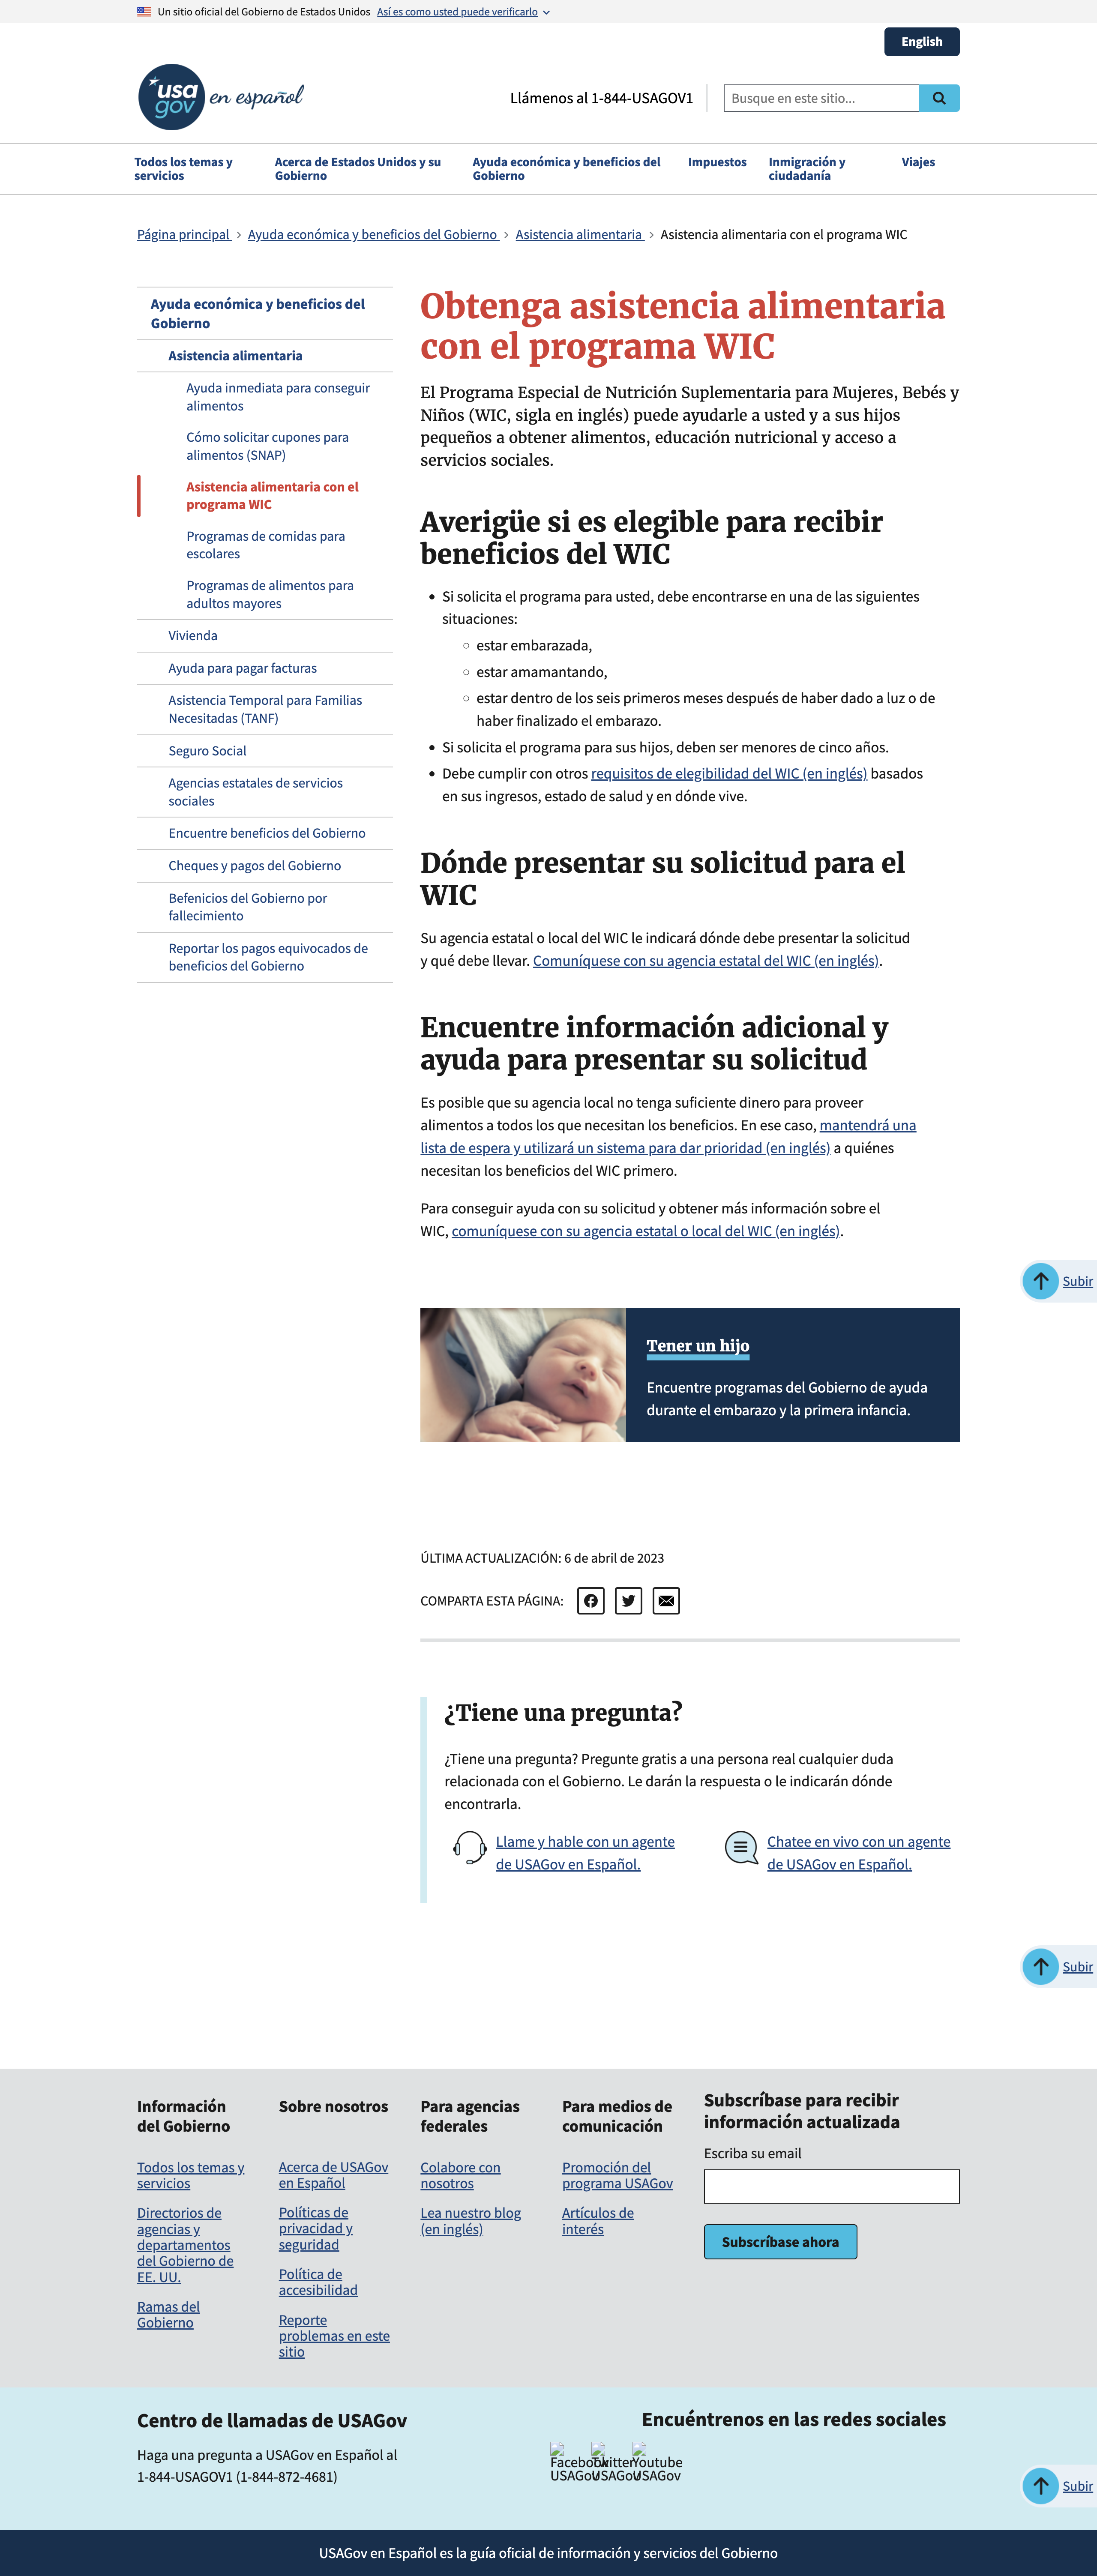 Un sitio oficial del Gobierno de Estados Unidos Así es como usted puede verificarlo
English
usa
gov
en español
Llámenos al 1-844-USAGOV1
Busque en este sitio...
Todos los temas y
servicios
Acerca de Estados Unidos y su
Gobierno
Ayuda económica y beneficios del
Gobierno
Impuestos
Inmigración y
ciudadanía
Viajes
Página principal > Ayuda económica y beneficios del Gobierno > Asistencia alimentaria > Asistencia alimentaria con el programa WIC
Ayuda económica y beneficios del
Gobierno
Asistencia alimentaria
Ayuda inmediata para conseguir
alimentos
Cómo solicitar cupones para
alimentos (SNAP)
Asistencia alimentaria con el
programa WIC
Programas de comidas para
escolares
Programas de alimentos para
adultos mayores
Vivienda
Ayuda para pagar facturas
Asistencia Temporal para Familias
Necesitadas (TANF)
Seguro Social
Agencias estatales de servicios
sociales
Encuentre beneficios del Gobierno
Cheques y pagos del Gobierno
Befenicios del Gobierno por
fallecimiento
Reportar los pagos equivocados de
beneficios del Gobierno
Obtenga asistencia alimentaria
con el programa WIC
El Programa Especial de Nutrición Suplementaria para Mujeres, Bebés y
Niños (WIC, sigla en inglés) puede ayudarle a usted y a sus hijos
pequeños a obtener alimentos, educación nutricional y acceso a
servicios sociales.
Averigüe si es elegible para recibir
beneficios del WIC
• Si solicita el programa para usted, debe encontrarse en una de las siguientes
situaciones:
◦ estar embarazada,
◦ estar amamantando,
◦ estar dentro de los seis primeros meses después de haber dado a luz o de
haber finalizado el embarazo.
• Si solicita el programa para sus hijos, deben ser menores de cinco años.
• Debe cumplir con otros requisitos de elegibilidad del WIC (en inglés) basados
en sus ingresos, estado de salud y en dónde vive.
Dónde presentar su solicitud para el
WIC
Su agencia estatal o local del WIC le indicará dónde debe presentar la solicitud
y qué debe llevar. Comuníquese con su agencia estatal del WIC (en inglés).
Encuentre información adicional y
ayuda para presentar su solicitud
Es posible que su agencia local no tenga suficiente dinero para proveer
alimentos a todos los que necesitan los beneficios. En ese caso, mantendrá una
lista de espera y utilizará un sistema para dar prioridad (en inglés) a quiénes
necesitan los beneficios del WIC primero.
Para conseguir ayuda con su solicitud y obtener más información sobre el
WIC, comuníquese con su agencia estatal o local del WIC (en inglés).
Subir
Tener un hijo
Encuentre programas del Gobierno de ayuda
durante el embarazo y la primera infancia.
ÚLTIMA ACTUALIZACIÓN: 6 de abril de 2023
COMPARTA ESTA PÁGINA:
¿Tiene una pregunta?
¿Tiene una pregunta? Pregunte gratis a una persona real cualquier duda
relacionada con el Gobierno. Le darán la respuesta o le indicarán dónde
encontrarla.
Llame y hable con un agente
de USAGov en Español.
Chatee en vivo con un agente
de USAGov en Español.
Subir
Información
del Gobierno
Todos los temas y
servicios
Directorios de
agencias y
departamentos
del Gobierno de
EE. UU.
Ramas del
Gobierno
Sobre nosotros
Acerca de USAGov
en Español
Políticas de
privacidad y
seguridad
Política de
accesibilidad
Reporte
problemas en este
sitio
Para agencias
federales
Colabore con
nosotros
Lea nuestro blog
(en inglés)
Para medios de
comunicación
Promoción del
programa USAGov
Artículos de
interés
Subscríbase para recibir
información actualizada
Escriba su email
Subscríbase ahora
Centro de llamadas de USAGov
Haga una pregunta a USAGov en Español al
1-844-USAGOV1 (1-844-872-4681)
Encuéntrenos en las redes sociales
Facebook
USAGov
Twitter
USAGov
Youtube
USAGov
Subir
USAGov en Español es la guía oficial de información y servicios del Gobierno